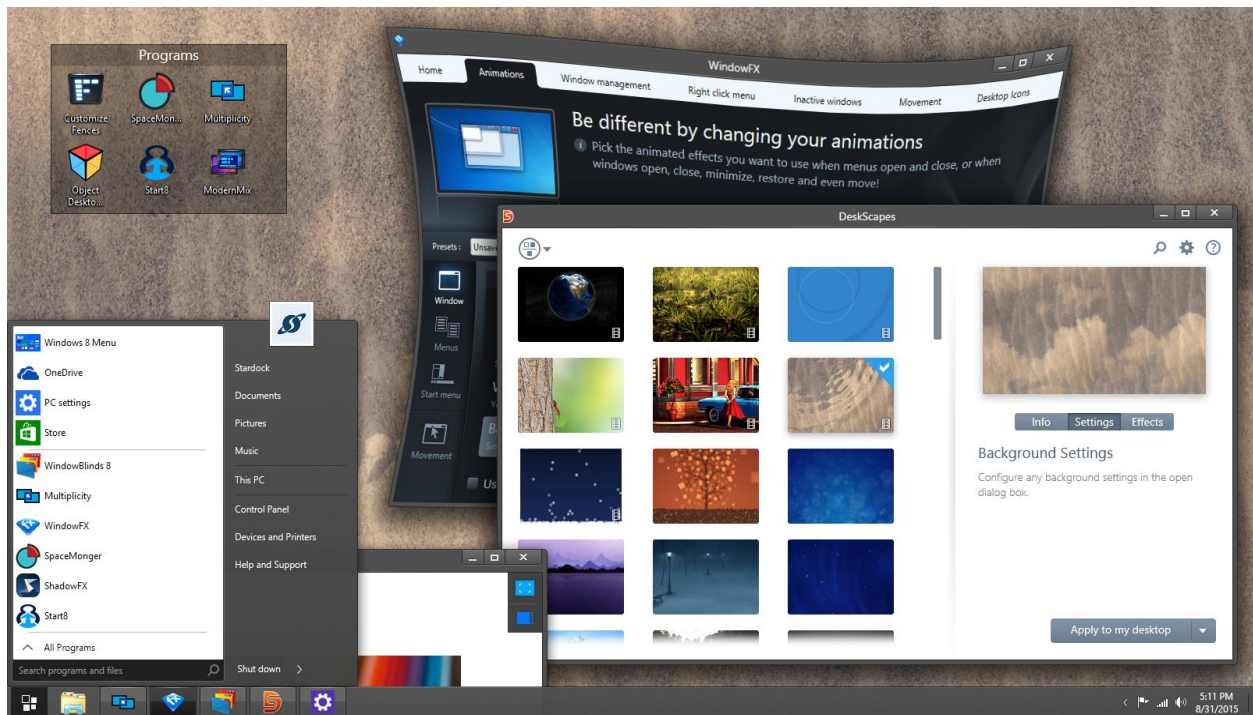 Programs
Customize
Fences
SpaceMon...
Multiplicity
Object
Deskto...
Start8
ModernMix
WindowFX
Home
Animations
Window management
Right click menu
Inactive windows
Movement
Desktop Icons
Be different by changing your animations
Pick the animated effects you want to use when menus open and close, or when
windows open, close, minimize, restore and even move!
Presets:
Window
Menus
Start menu
Movement
Us
DeskScapes
Info
Settings
Effects
Background Settings
Configure any background settings in the open
dialog box.
Apply to my desktop
Windows 8 Menu
OneDrive
PC settings
Store
WindowBlinds 8
Multiplicity
WindowFX
SpaceMonger
ShadowFX
Start8
All Programs
Search programs and files
Stardock
Documents
Pictures
Music
This PC
Control Panel
Devices and Printers
Help and Support
Shut down
5:11 PM
8/31/2015